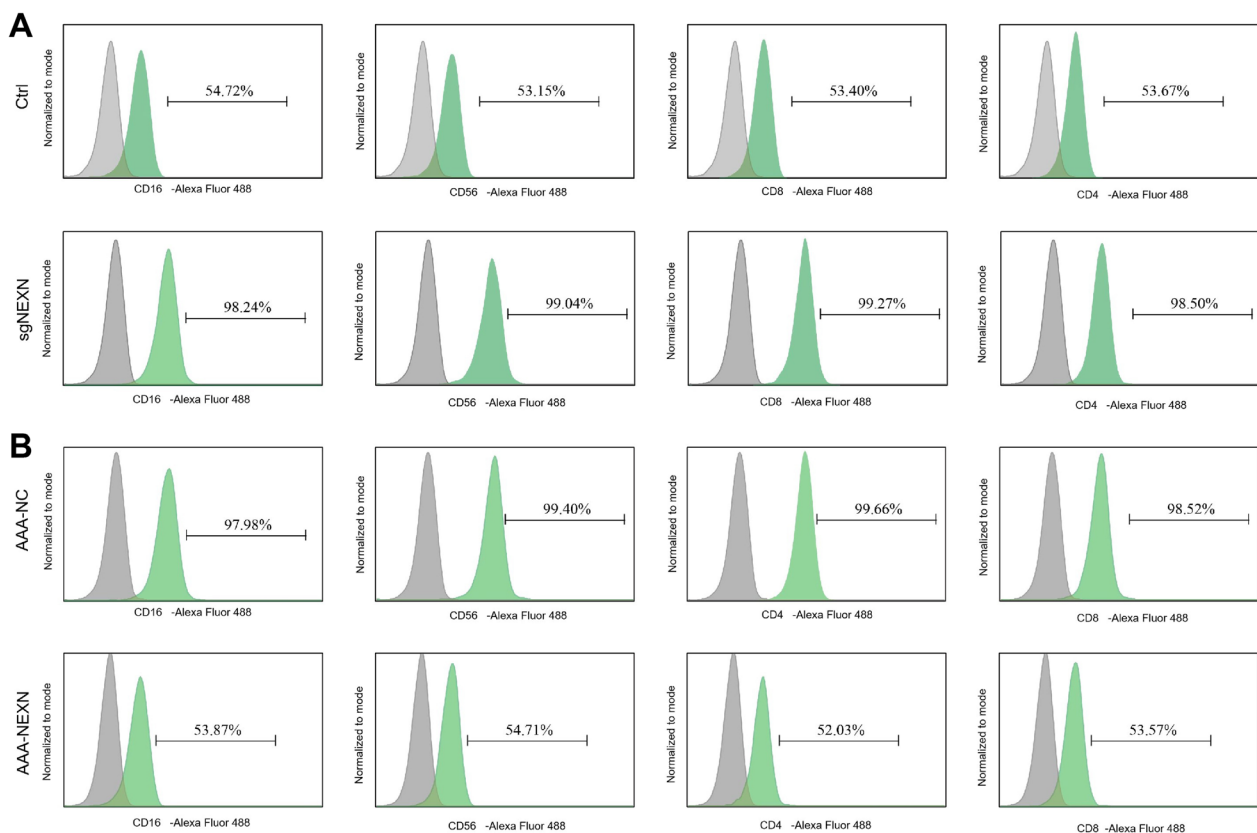 A
Ctrl
Normalized to mode
54.72%
CD16 -Alexa Fluor 488
Normalized to mode
53.15%
CD56 -Alexa Fluor 488
Normalized to mode
53.40%
CD8 -Alexa Fluor 488
Normalized to mode
53.67%
CD4 -Alexa Fluor 488
sgNEXN
Normalized to mode
98.24%
CD16 -Alexa Fluor 488
Normalized to mode
99.04%
CD56 -Alexa Fluor 488
Normalized to mode
99.27%
CD8 -Alexa Fluor 488
Normalized to mode
98.50%
CD4 -Alexa Fluor 488
B
AAA-NC
Normalized to mode
97.98%
CD16 -Alexa Fluor 488
Normalized to mode
99.40%
CD56 -Alexa Fluor 488
Normalized to mode
99.66%
CD4 -Alexa Fluor 488
Normalized to mode
98.52%
CD8 -Alexa Fluor 488
AAA-NEXN
Normalized to mode
53.87%
CD16 -Alexa Fluor 488
Normalized to mode
54.71%
CD56 -Alexa Fluor 488
Normalized to mode
52.03%
CD4 -Alexa Fluor 488
Normalized to mode
53.57%
CD8 -Alexa Fluor 488